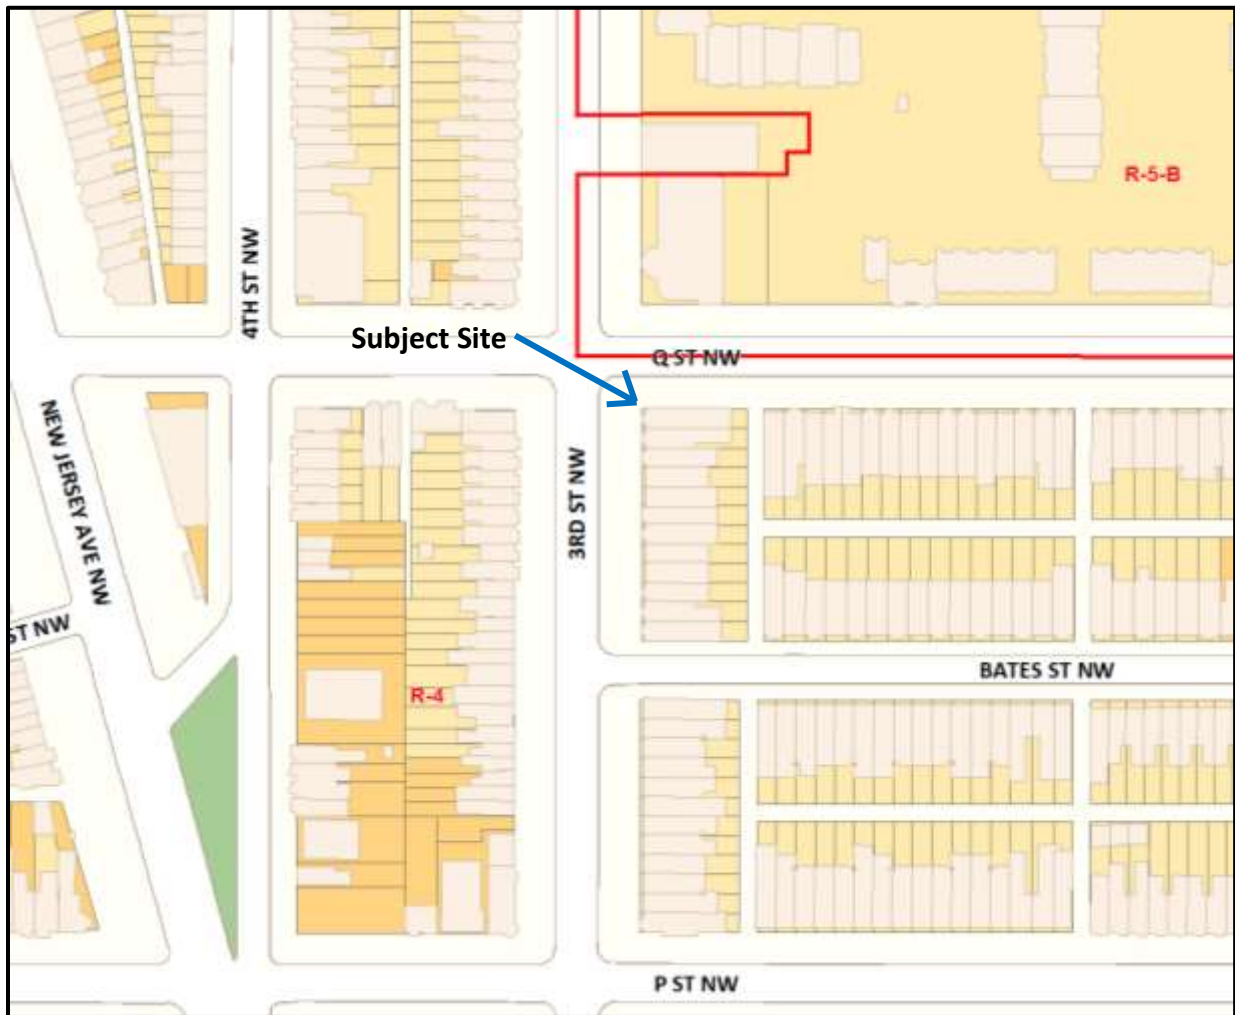 R-5-B
4TH ST NW
Subject Site
Q ST NW
NEW JERSEY AVE NW
3RD ST NW
ST NW
BATES ST NW
R-4
P ST NW